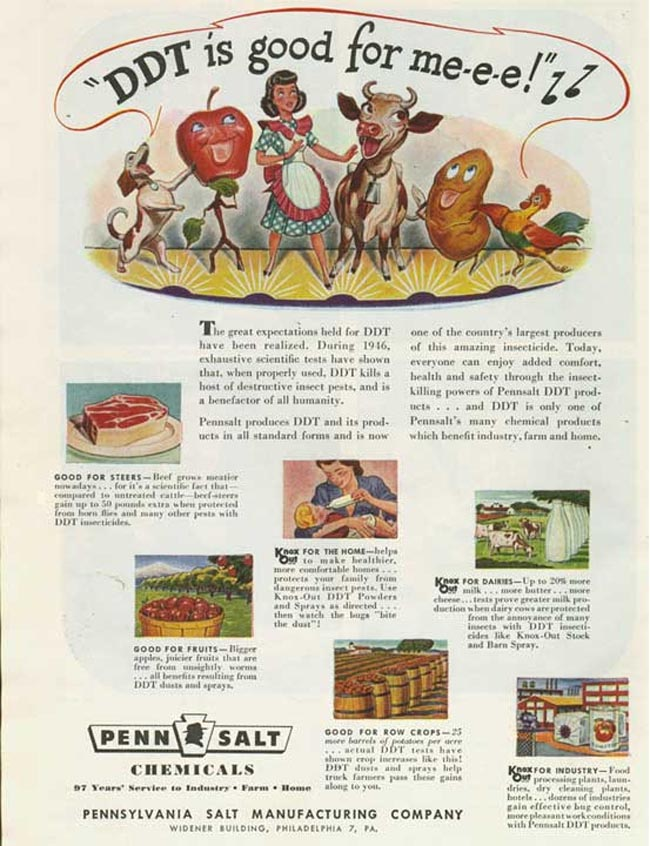 "DDT is good for me-e-e!"
The great expectations held for DDT
have been realized. During 1946,
exhaustive scientific tests have shown
that, when properly used, DDT kills a
host of destructive insect pests, and is
a benefactor of all humanity.
Pennsalt produces DDT and its prod-
ucts in all standard forms and is now
one of the country's largest producers
of this amazing insecticide. Today,
everyone can enjoy added comfort,
health and safety through the insect-
killing powers of Pennsalt DDT prod-
ucts . . . and DDT is only one of
Pennsalt's many chemical products
which benefit industry, farm and home.
GOOD FOR STEERS—Beef grows meatier
nowadays . . . for it's a scientific fact that—
compared to untreated cattle—beef-steers
gain up to 50 pounds extra when protected
from horn flies and many other pests with
DDT insecticides.
Knox Out FOR THE HOME—helps
to make healthier,
more comfortable homes . . .
protects your family from
dangerous insect pests. Use
Knox-Out DDT Powders
and Sprays as directed . . .
then watch the bugs "bite
the dust"!
Knox Out FOR DAIRIES—Up to 20% more
milk . . . more butter . . . more
cheese . . . tests prove greater milk pro-
duction when dairy cows are protected
from the annoyance of many
insects with DDT insecti-
cides like Knox-Out Stock
and Barn Spray.
GOOD FOR FRUITS—Bigger
apples, juicier fruits that are
free from unsightly worms
. . . all benefits resulting from
DDT dusts and sprays.
GOOD FOR ROW CROPS—25
more barrels of potatoes per acre
. . . actual DDT tests have
shown crop increases like this!
DDT dusts and sprays help
truck farmers pass these gains
along to you.
Knox Out FOR INDUSTRY—Food
processing plants, laun-
dries, dry cleaning plants,
hotels . . . dozens of industries
gain effective bug control,
more pleasant work conditions
with Pennsalt DDT products.
PENN SALT
CHEMICALS
97 Years' Service to Industry • Farm • Home
PENNSYLVANIA SALT MANUFACTURING COMPANY
WIDENER BUILDING, PHILADELPHIA 7, PA.